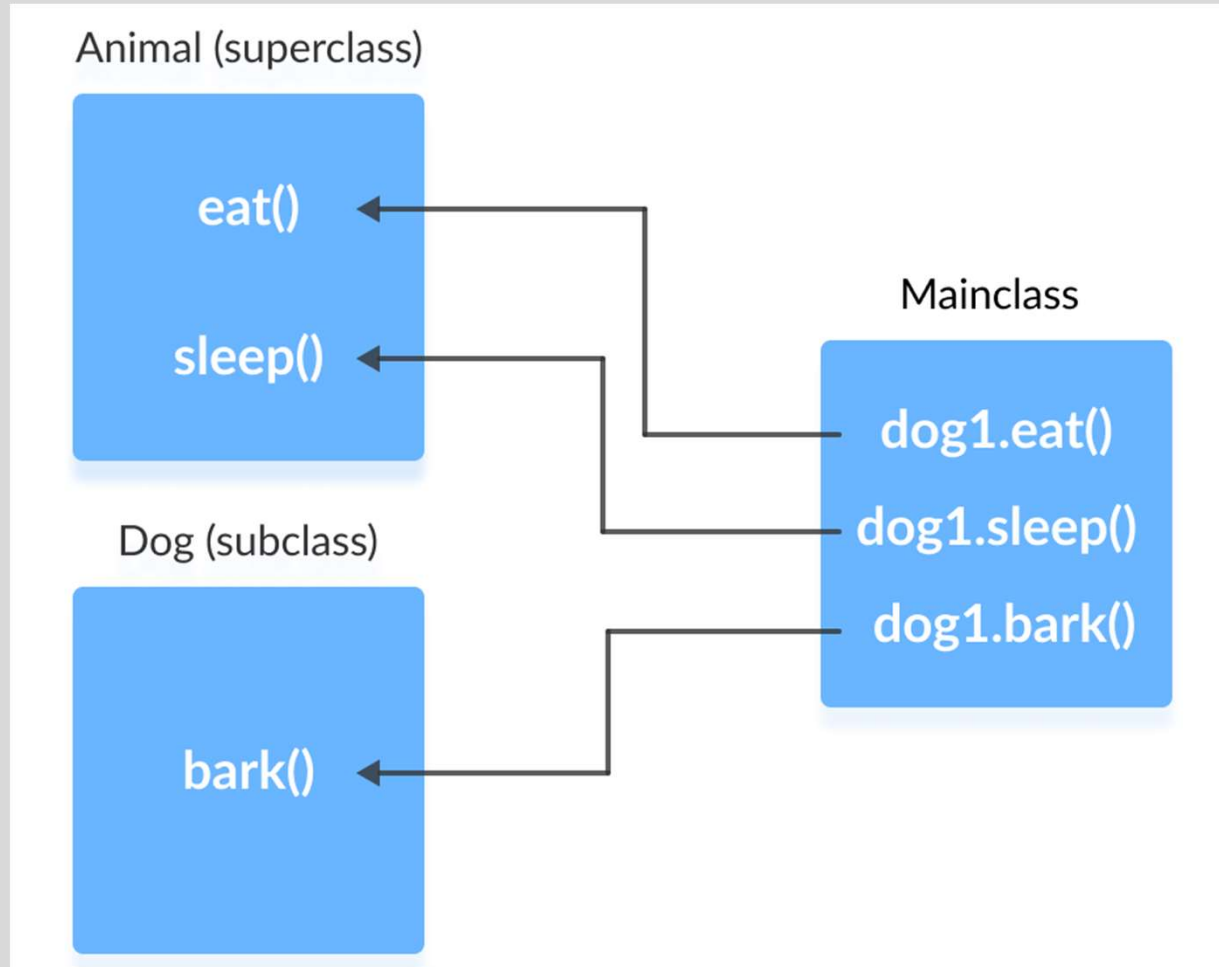 Animal (superclass)
eat()
sleep()
Dog (subclass)
bark()
Mainclass
dog1.eat()
dog1.sleep()
dog1.bark()